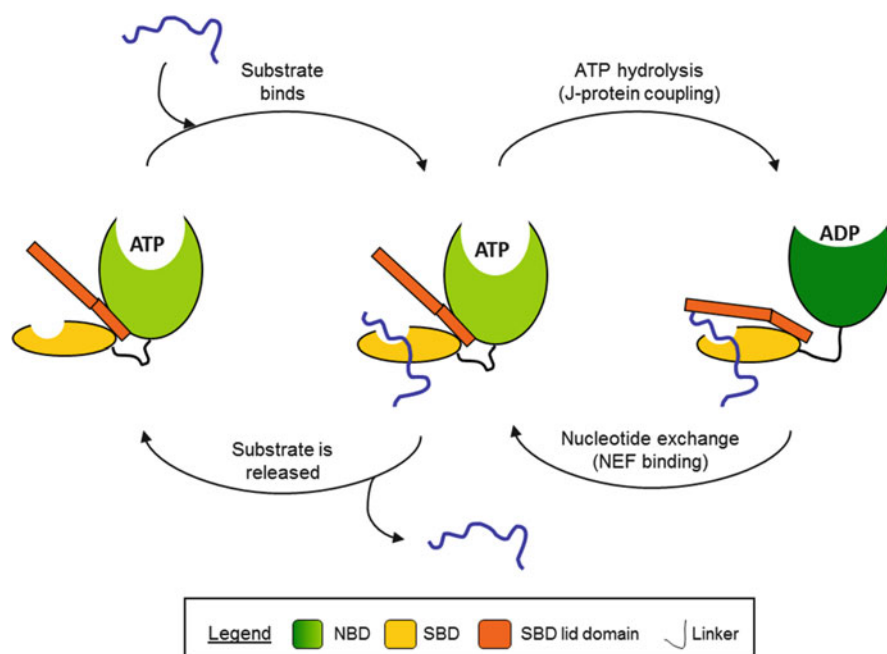 Substrate
binds
ATP hydrolysis
(J-protein coupling)
ATP
ATP
ADP
Substrate is
released
Nucleotide exchange
(NEF binding)
Legend NBD SBD SBD lid domain Linker